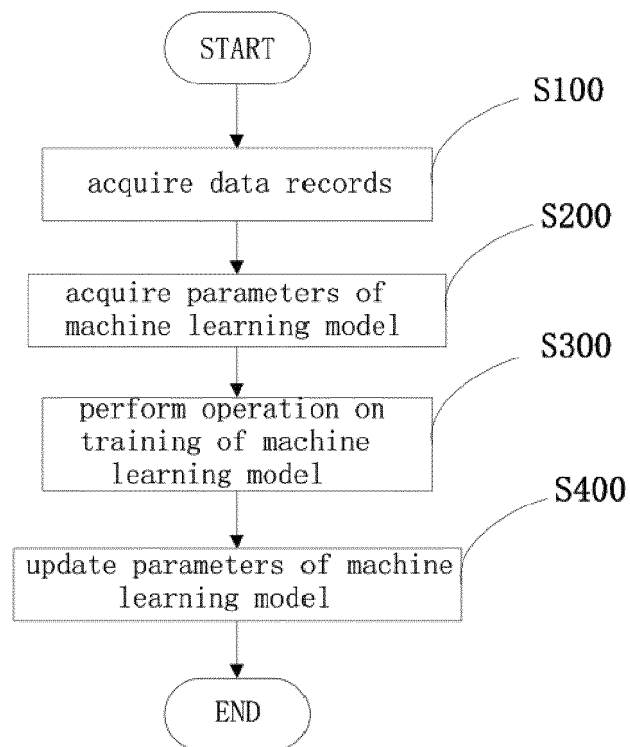 START
S100
acquire data records
S200
acquire parameters of
machine learning model
S300
perform operation on
training of machine
learning model
S400
update parameters of machine
learning model
END